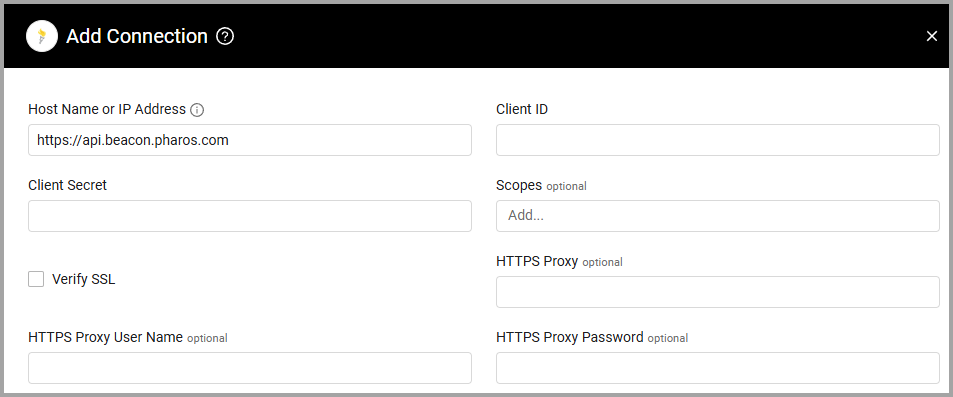 Add Connection ?
Host Name or IP Address
Client ID
https://api.beacon.pharos.com
Client Secret
Scopes optional
Add...
Verify SSL
HTTPS Proxy optional
HTTPS Proxy User Name optional
HTTPS Proxy Password optional